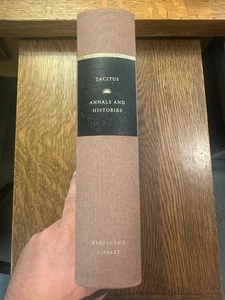 TACITUS
ANNALS AND
HISTORIES
EVERYMAN'S
LIBRARY